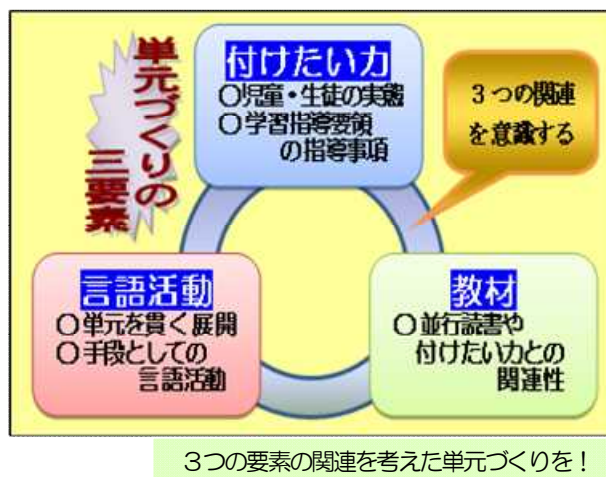 単元づくりの
三要素
付けたい力
○児童・生徒の実態
○学習指導要領
の指導事項
3つの関連
を意識する
言語活動
○単元を貫く展開
○手段としての
言語活動
教材
○並行読書や
付けたい力との
関連性
3つの要素の関連を考えた単元づくりを！